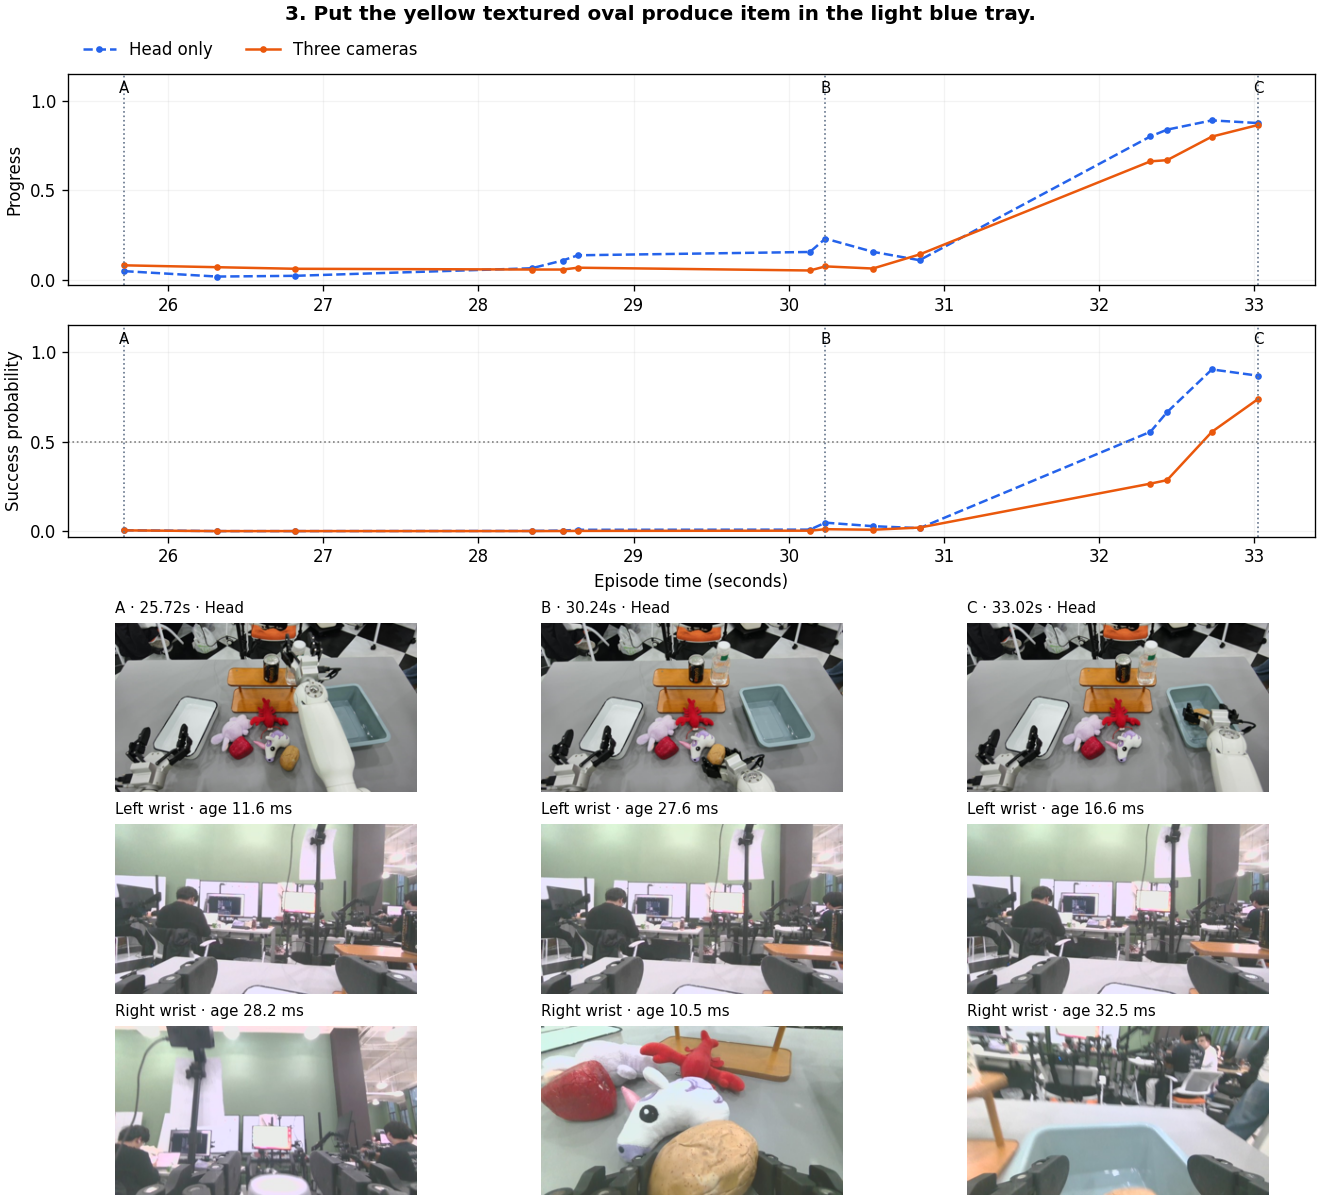 3. Put the yellow textured oval produce item in the light blue tray.
Head only
Three cameras
A
B
C
1.0
0.5
0.0
Progress
26
27
28
29
30
31
32
33
A
B
C
1.0
0.5
0.0
Success probability
26
27
28
29
30
31
32
33
Episode time (seconds)
A · 25.72s · Head
B · 30.24s · Head
C · 33.02s · Head
Left wrist · age 11.6 ms
Left wrist · age 27.6 ms
Left wrist · age 16.6 ms
Right wrist · age 28.2 ms
Right wrist · age 10.5 ms
Right wrist · age 32.5 ms